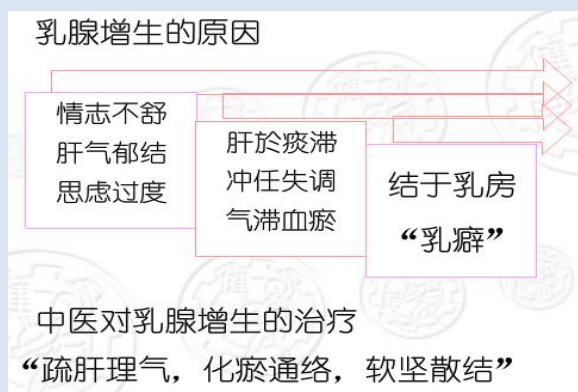 乳腺增生的原因
情志不舒
肝气郁结
思虑过度
肝於痰滞
冲任失调
气滞血瘀
结于乳房
“乳癖”
中医对乳腺增生的治疗
“疏肝理气，化瘀通络，软坚散结”